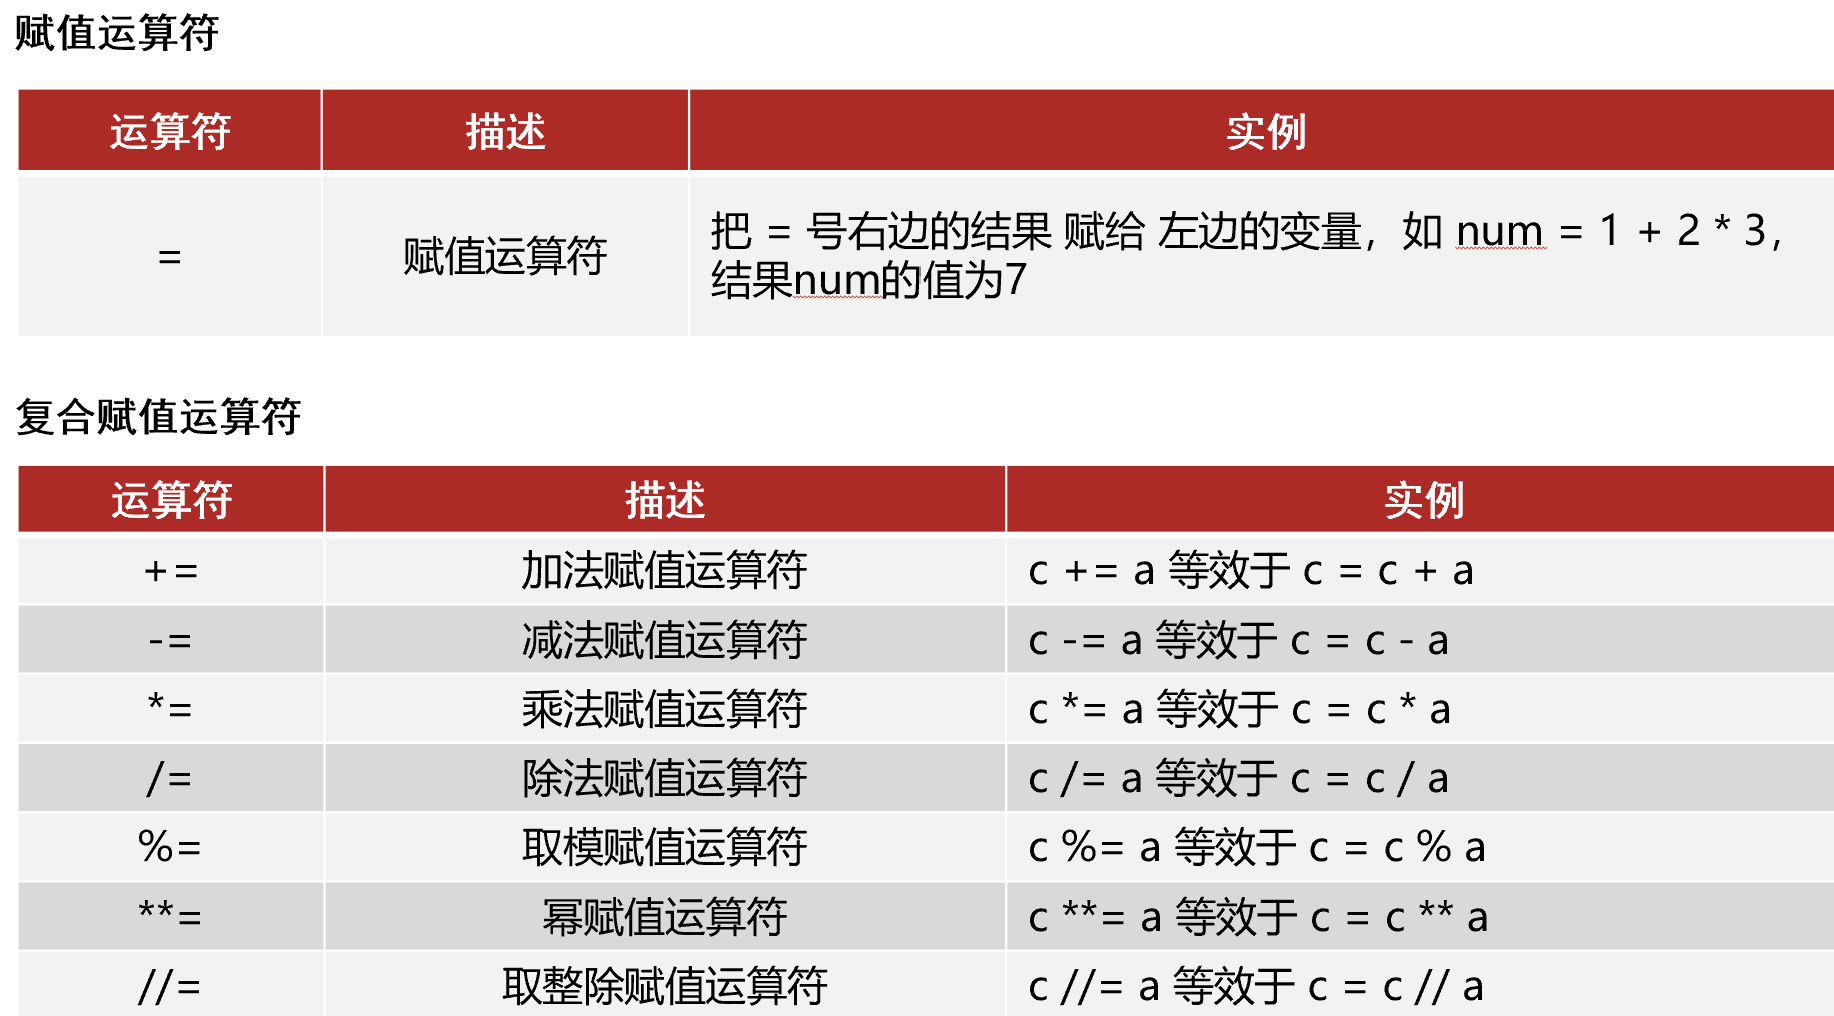 赋值运算符
运算符 描述 实例
= 赋值运算符 把 = 号右边的结果 赋给 左边的变量，如 num = 1 + 2 * 3，
结果num的值为7
复合赋值运算符
运算符 描述 实例
+= 加法赋值运算符 c += a 等效于 c = c + a
-= 减法赋值运算符 c -= a 等效于 c = c - a
*= 乘法赋值运算符 c *= a 等效于 c = c * a
/= 除法赋值运算符 c /= a 等效于 c = c / a
%= 取模赋值运算符 c %= a 等效于 c = c % a
**= 幂赋值运算符 c **= a 等效于 c = c ** a
//= 取整除赋值运算符 c //= a 等效于 c = c // a